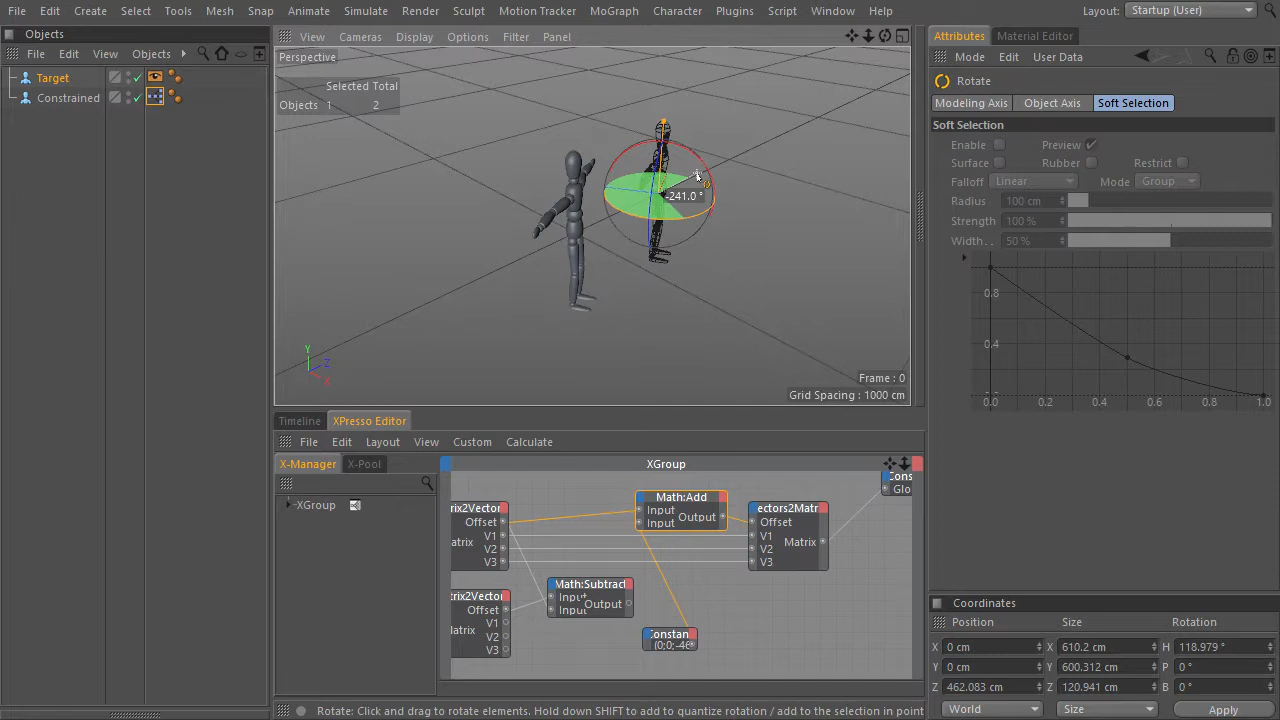 File Edit Create Select Tools Mesh Snap Animate Simulate Render Sculpt Motion Tracker MoGraph Character Plugins Script Window Help Layout: Startup (User)
Objects
File Edit View Objects
Target
Constrained
View Cameras Display Options Filter Panel
Perspective
Selected Total
Objects 1 2
-241.0 °
Y
Z
X
Frame : 0
Grid Spacing : 1000 cm
Attributes Material Editor
Mode Edit User Data
Rotate
Modeling Axis Object Axis Soft Selection
Soft Selection
Enable Preview
Surface Rubber Restrict
Falloff Linear Mode Group
Radius 100 cm
Strength 100 %
Width. . 50 %
0.8
0.4
0.0 0.2 0.4 0.6 0.8 1.0
Timeline XPresso Editor
File Edit Layout View Custom Calculate
X-Manager X-Pool
XGroup
XGroup
rix2Vector
Offset
V1
atrix V2
V3
Math:Add
Input
Input Output
ectors2Matr
Offset
V1
V2 Matrix
V3
Cons
Glo
Math:Subtract
Input
Input Output
atrix2Vector
Offset
V1
Matrix V2
V3
Constan
(0;0;-46
Coordinates
Position Size Rotation
X 0 cm X 610.2 cm H 118.979 °
Y 0 cm Y 600.312 cm P 0 °
Z 462.083 cm Z 120.941 cm B 0 °
World Size Apply
Rotate: Click and drag to rotate elements. Hold down SHIFT to add to quantize rotation / add to the selection in point